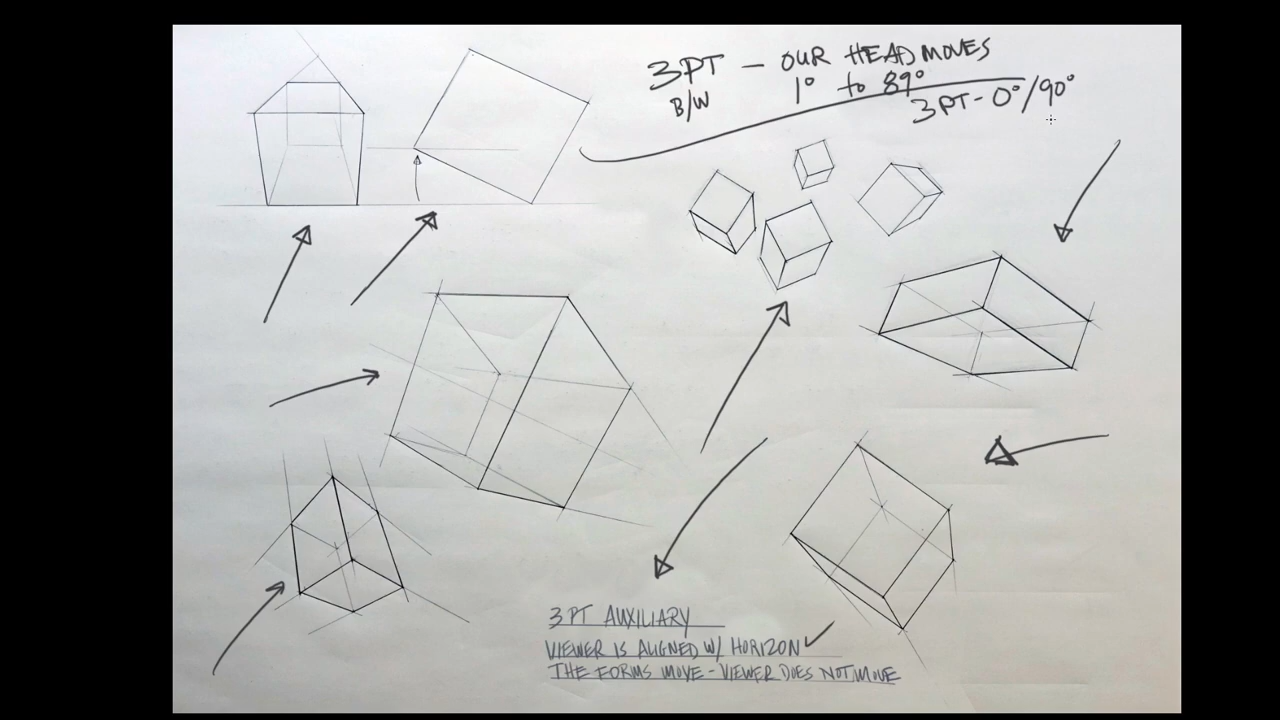 3PT - OUR HEAD MOVES
B/W 1° to 89°
3PT - 0°/90°
3PT AUXILIARY
VIEWER IS ALIGNED W/ HORIZON
THE FORMS MOVE - VIEWER DOES NOT MOVE